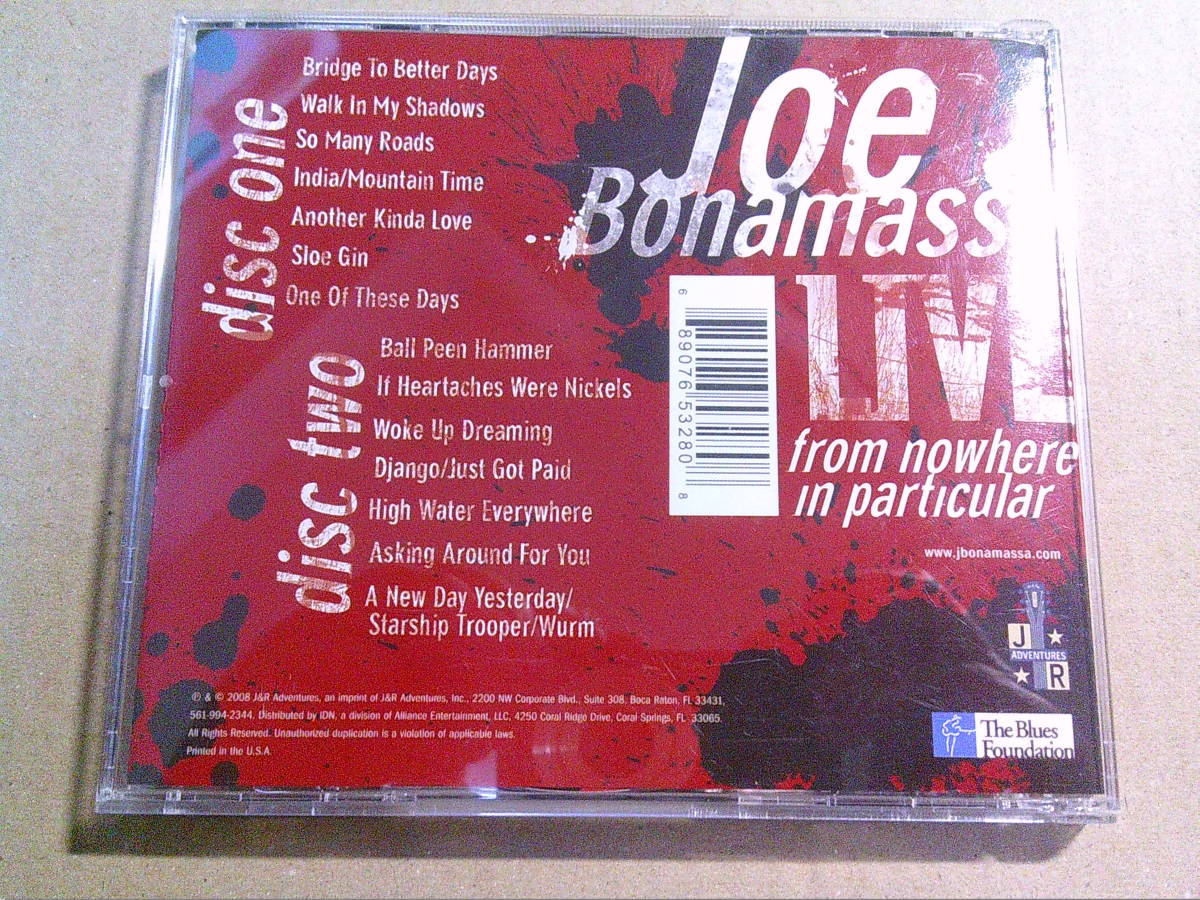 disc one
Bridge To Better Days
Walk In My Shadows
So Many Roads
India/Mountain Time
Another Kinda Love
Sloe Gin
One Of These Days
disc two
Ball Peen Hammer
If Heartaches Were Nickels
Woke Up Dreaming
Django/Just Got Paid
High Water Everywhere
Asking Around For You
A New Day Yesterday/
Starship Trooper/Wurm
Joe
Bonamassa
LIVE
from nowhere
in particular
6 89076 53280 8
www.jbonamassa.com
J
ADVENTURES
R
The Blues
Foundation
℗ & © 2008 J&R Adventures, an imprint of J&R Adventures, Inc., 2200 NW Corporate Blvd., Suite 308, Boca Raton, FL 33431,
561-994-2344. Distributed by IDN, a division of Alliance Entertainment, LLC, 4250 Coral Ridge Drive, Coral Springs, FL 33065.
All Rights Reserved. Unauthorized duplication is a violation of applicable laws.
Printed in the U.S.A.